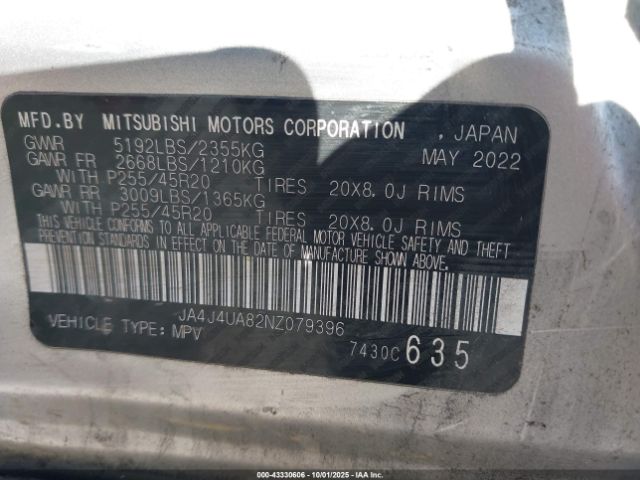 MFD.BY MITSUBISHI MOTORS CORPORATION , JAPAN
GVWR 5192LBS/2355KG MAY 2022
GAWR FR 2668LBS/1210KG
WITH P255/45R20 TIRES 20X8.0J RIMS
GAWR RR 3009LBS/1365KG
WITH P255/45R20 TIRES 20X8.0J RIMS
THIS VEHICLE CONFORMS TO ALL APPLICABLE FEDERAL MOTOR VEHICLE SAFETY AND THEFT
PREVENTION STANDARDS IN EFFECT ON THE DATE OF MANUFACTURE SHOWN ABOVE.
JA4J4UA82NZ079396
VEHICLE TYPE: MPV
7430C 635
000-43330606 - 10/01/2025 - © IAA Inc. All Rights Reserved